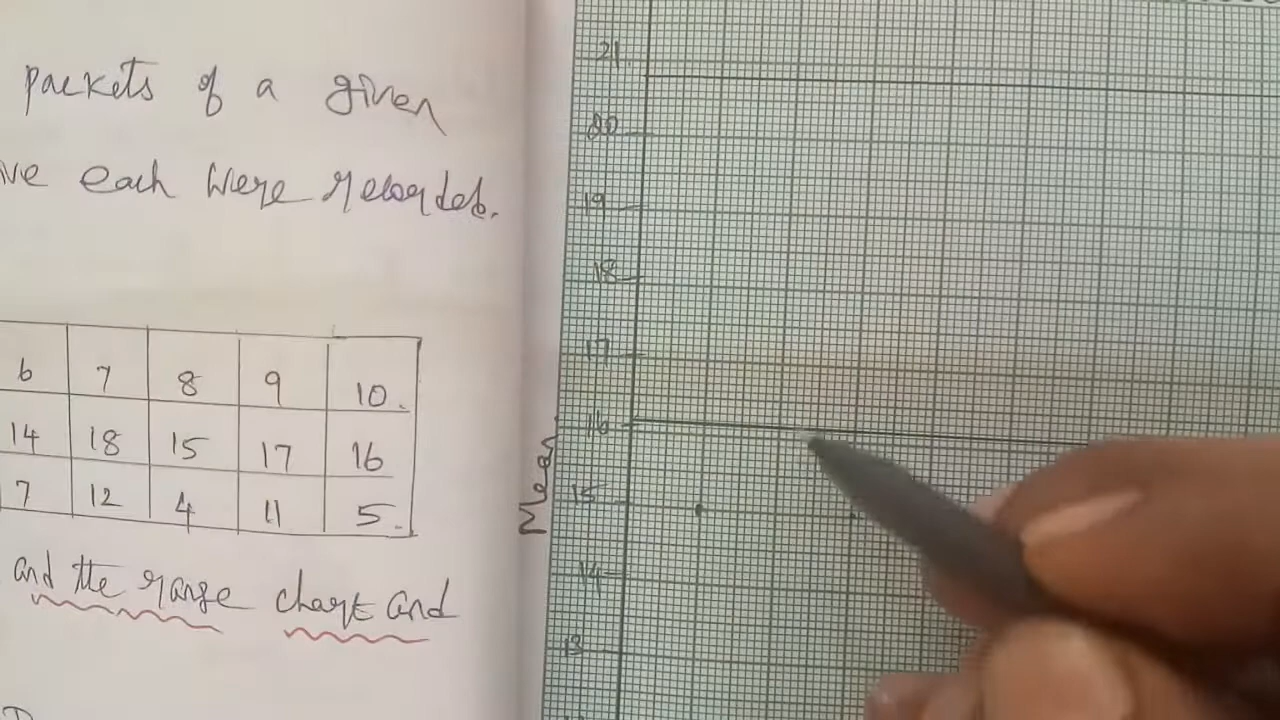 packets of a given
ive each were recorded.
6 7 8 9 10.
14 18 15 17 16
7 12 4 11 5.
and the range chart and
21
20
19
18
17
16
15
14
13
Mean